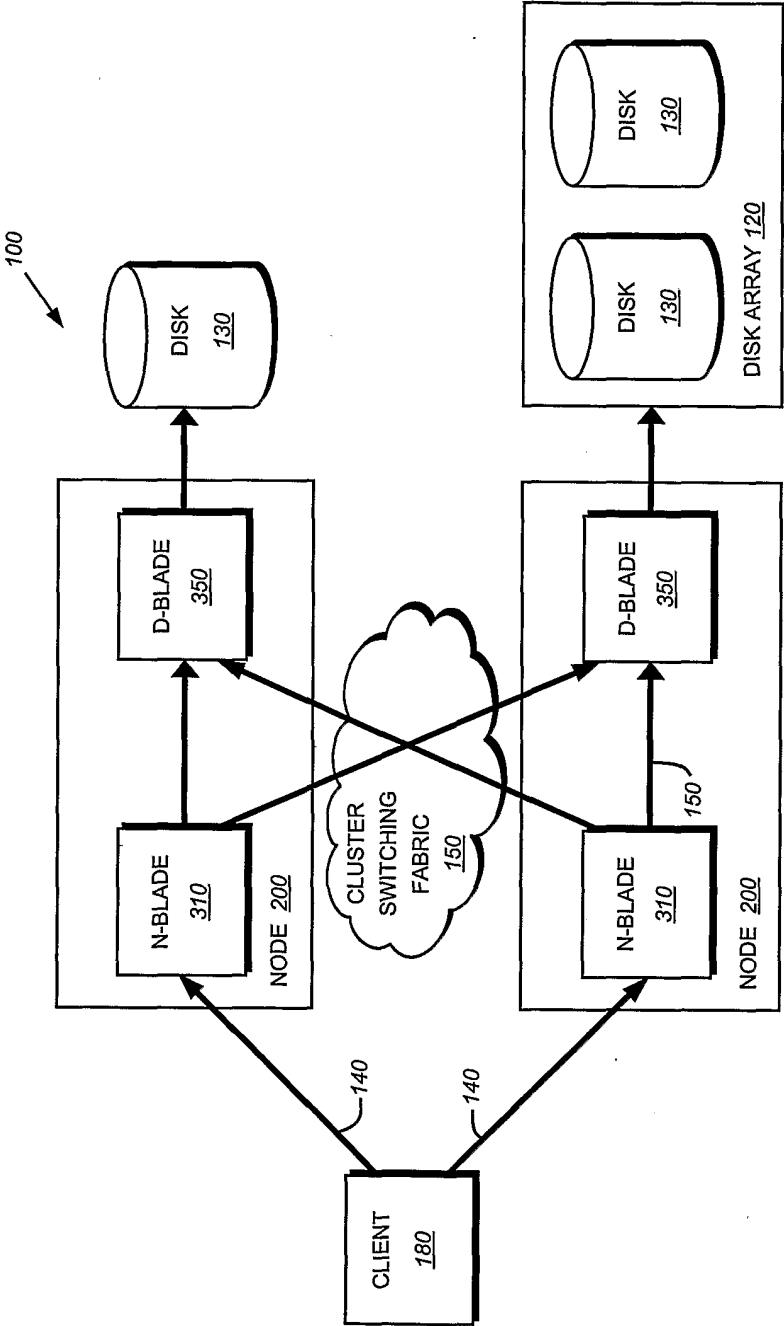 100
NODE 200
N-BLADE
310
D-BLADE
350
DISK
130
CLIENT
180
140
140
CLUSTER
SWITCHING
FABRIC 150
NODE 200
N-BLADE
310
150
D-BLADE
350
DISK ARRAY 120
DISK
130
DISK
130